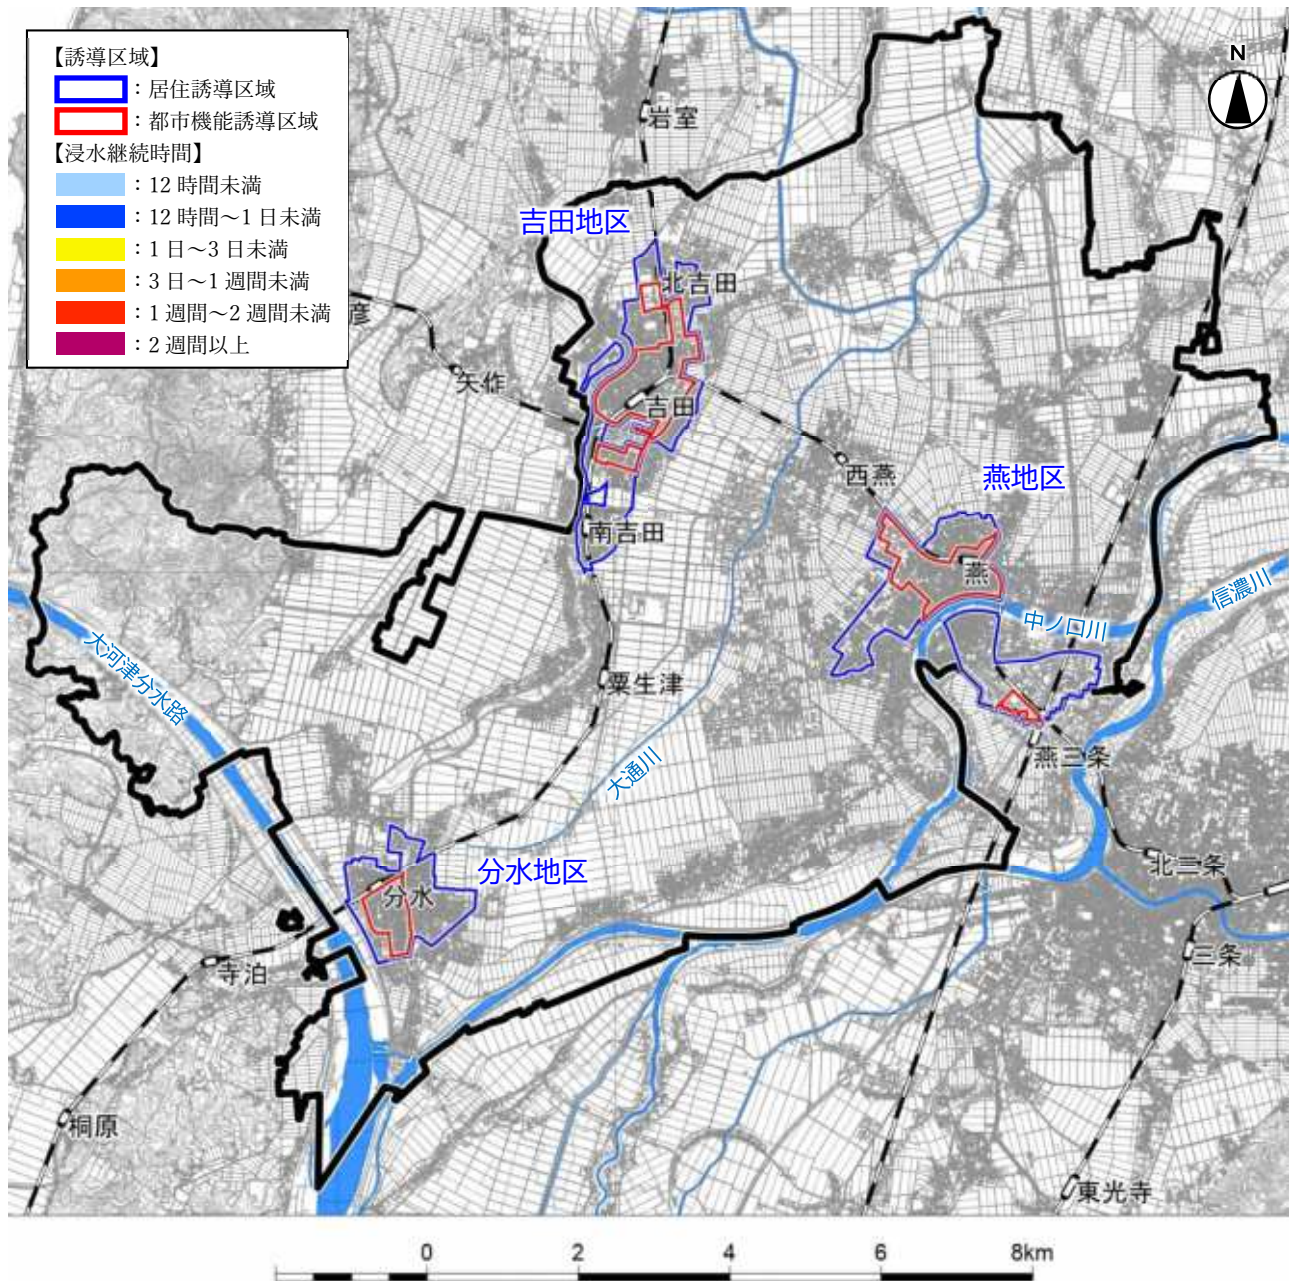 【誘導区域】
：居住誘導区域
：都市機能誘導区域
【浸水継続時間】
：12 時間未満
：12 時間～1 日未満
：1 日～3 日未満
：3 日～1 週間未満
：1 週間～2 週間未満
：2 週間以上
N
岩室
吉田地区
北吉田
彦
矢作
吉田
西燕
燕地区
南吉田
燕
信濃川
中ノ口川
大河津分水路
粟生津
大通川
燕三条
分水地区
分水
北三条
三条
寺泊
桐原
東光寺
0
2
4
6
8km